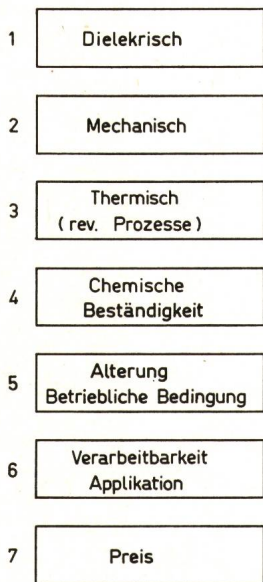 1 Dielekrisch
2 Mechanisch
3 Thermisch
(rev. Prozesse)
4 Chemische
Beständigkeit
5 Alterung
Betriebliche Bedingung
6 Verarbeitbarkeit
Applikation
7 Preis